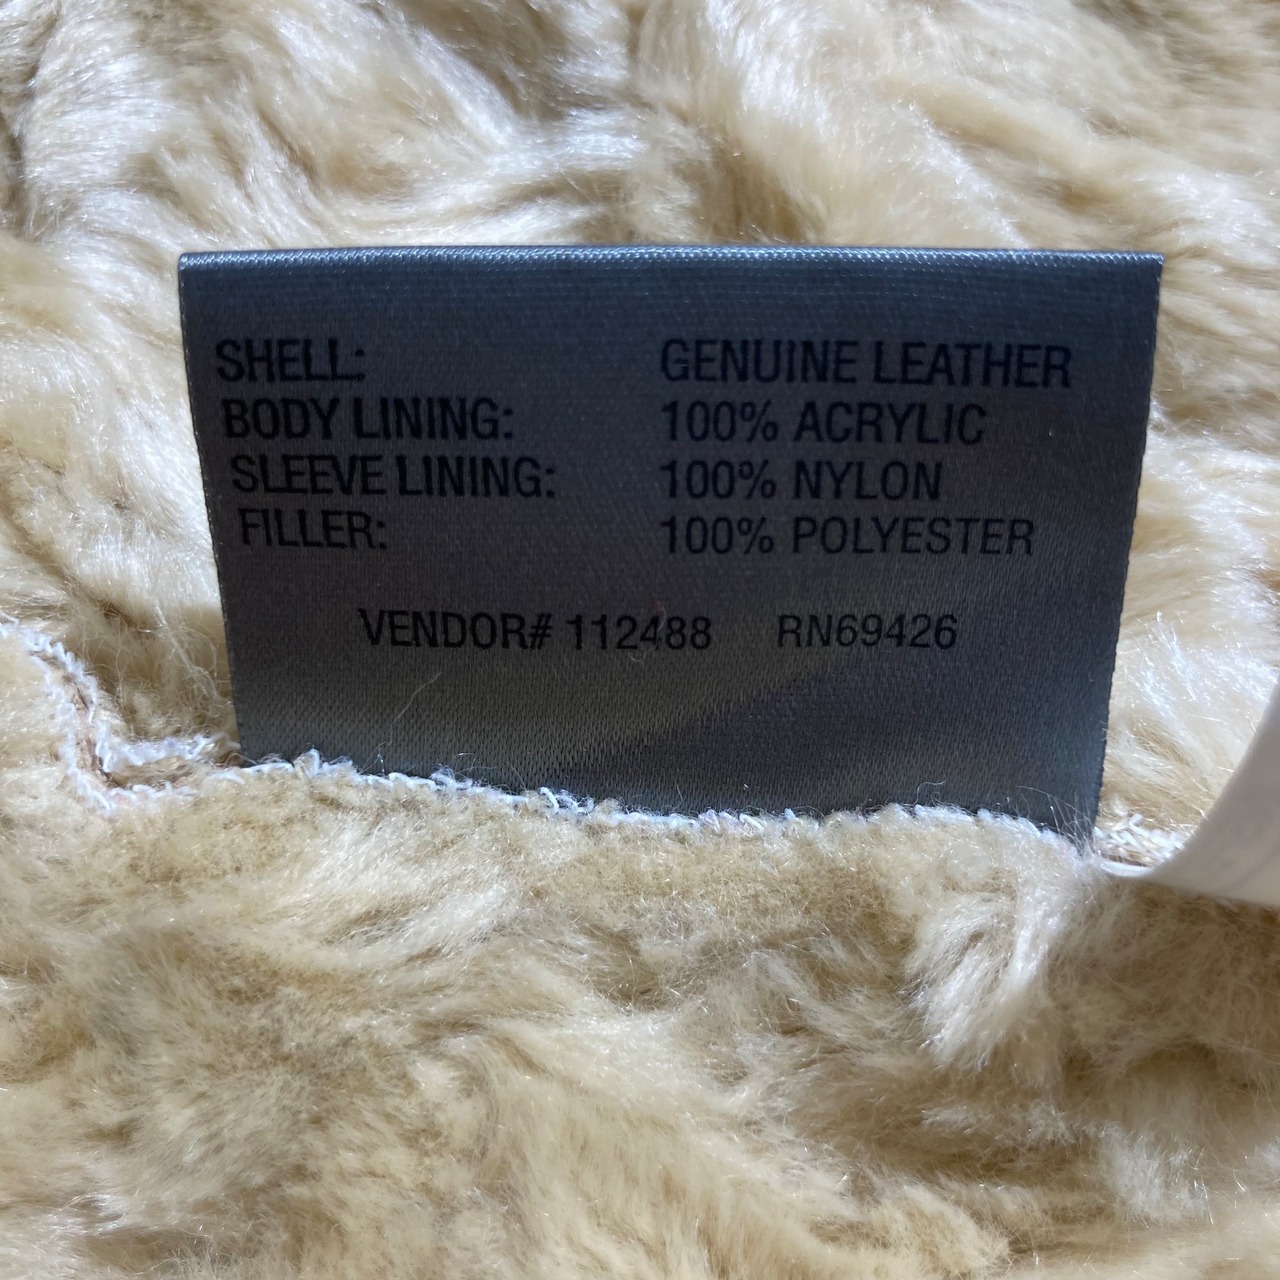 SHELL: GENUINE LEATHER
BODY LINING: 100% ACRYLIC
SLEEVE LINING: 100% NYLON
FILLER: 100% POLYESTER
VENDOR# 112488 RN69426